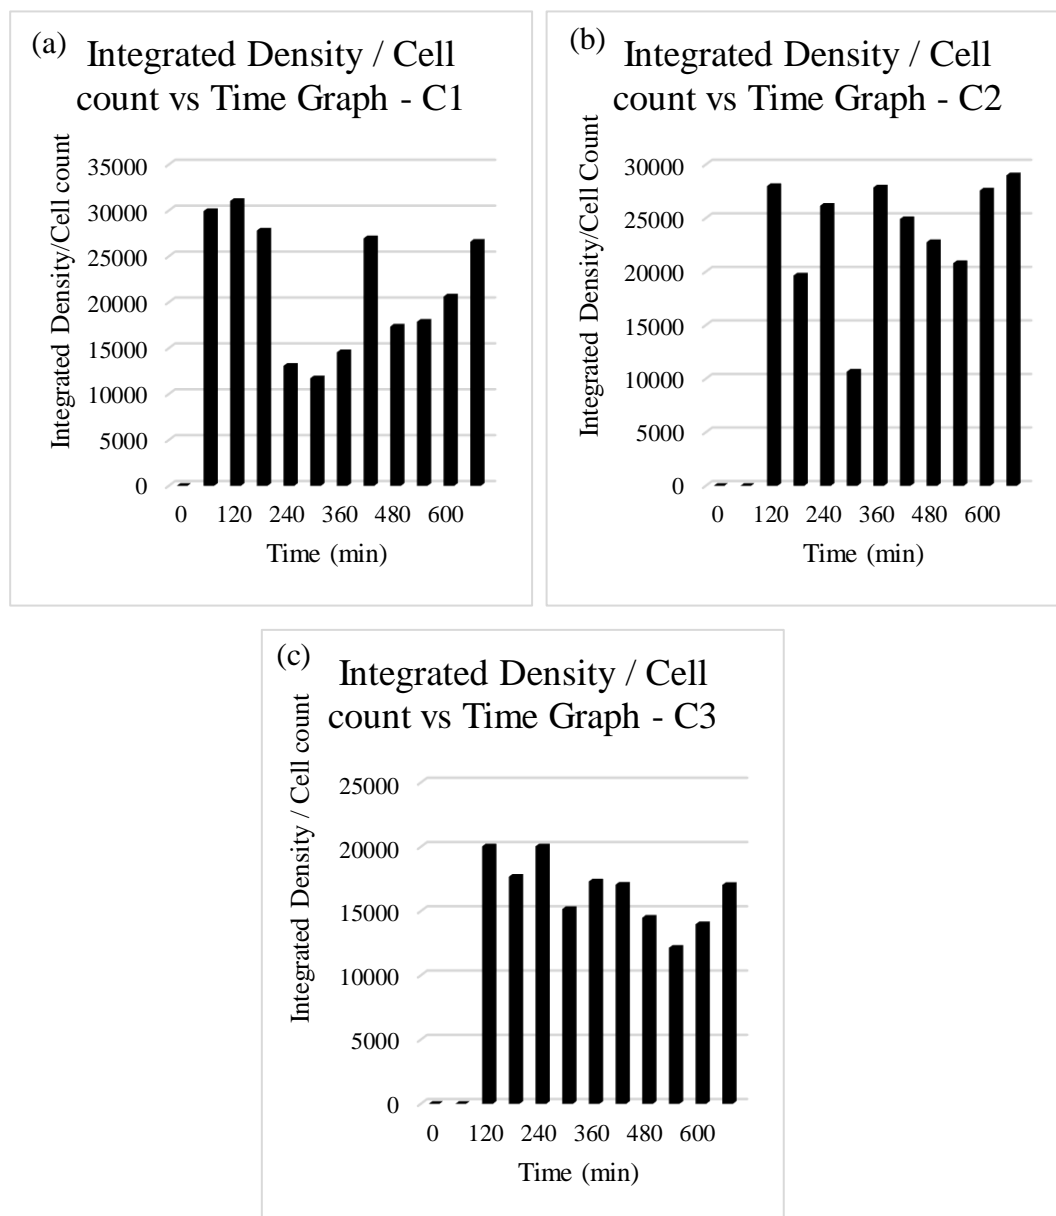 (a)
Integrated Density / Cell
count vs Time Graph - C1
Integrated Density/Cell count
35000
30000
25000
20000
15000
10000
5000
0
0 120 240 360 480 600
Time (min)
(b)
Integrated Density / Cell
count vs Time Graph - C2
Integrated Density/Cell Count
30000
25000
20000
15000
10000
5000
0
0 120 240 360 480 600
Time (min)
(c)
Integrated Density / Cell
count vs Time Graph - C3
Integrated Density / Cell count
25000
20000
15000
10000
5000
0
0 120 240 360 480 600
Time (min)